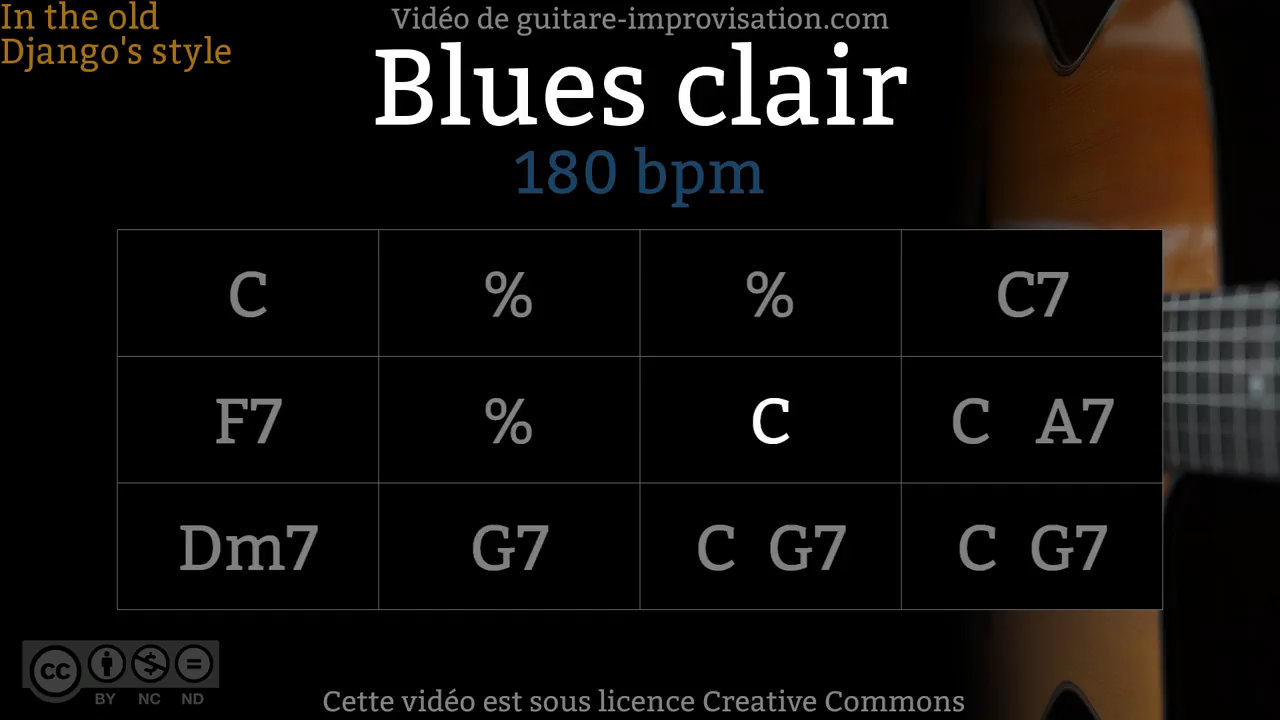 In the old
Django's style
Vidéo de guitare-improvisation.com
Blues clair
180 bpm
C % % C7
F7 % C C A7
Dm7 G7 C G7 C G7
cc
BY NC ND
Cette vidéo est sous licence Creative Commons